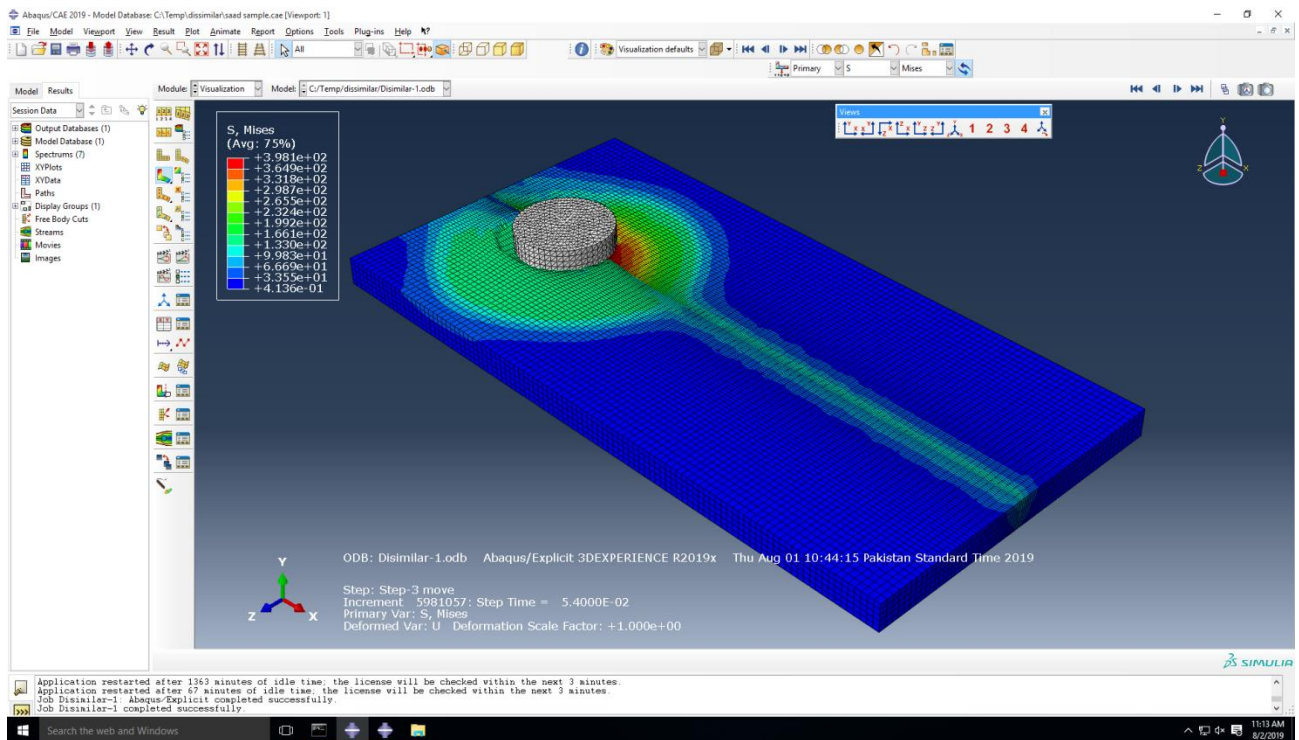 Abaqus/CAE 2019 - Model Database: C:\Temp\dissimilar\saad sample.cae [Viewport: 1]
File Model Viewport View Result Plot Animate Report Options Tools Plug-ins Help
All
Visualization defaults
Primary S Mises
Model Results
Module: Visualization Model: C:/Temp/dissimilar/Disimilar-1.odb
Session Data
Output Databases (1)
Model Database (1)
Spectrums (7)
XYPlots
XYData
Paths
Display Groups (1)
Free Body Cuts
Streams
Movies
Images
S, Mises
(Avg: 75%)
+3.981e+02
+3.649e+02
+3.318e+02
+2.987e+02
+2.655e+02
+2.324e+02
+1.992e+02
+1.661e+02
+1.330e+02
+9.983e+01
+6.669e+01
+3.355e+01
+4.136e-01
Views
1 2 3 4
Y
Z X
ODB: Disimilar-1.odb Abaqus/Explicit 3DEXPERIENCE R2019x Thu Aug 01 10:44:15 Pakistan Standard Time 2019
Step: Step-3 move
Increment 5981057: Step Time = 5.4000E-02
Primary Var: S, Mises
Deformed Var: U Deformation Scale Factor: +1.000e+00
Y
Z X
SIMULIA
Application restarted after 1363 minutes of idle time; the license will be checked within the next 3 minutes.
Application restarted after 67 minutes of idle time; the license will be checked within the next 3 minutes.
Job Disimilar-1: Abaqus/Explicit completed successfully.
Job Disimilar-1 completed successfully.
Search the web and Windows
11:13 AM
8/2/2019